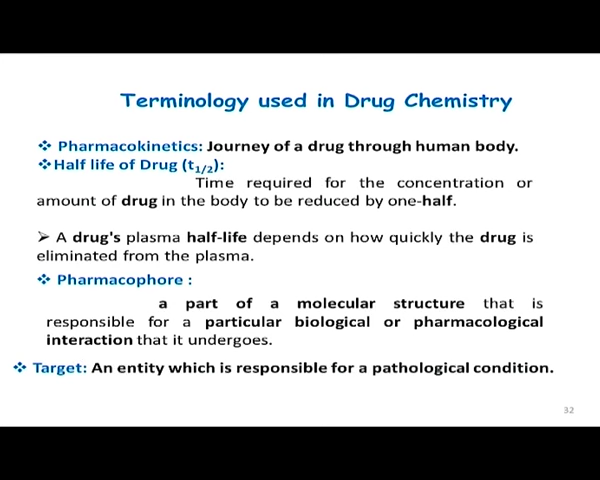 Terminology used in Drug Chemistry
❖ Pharmacokinetics: Journey of a drug through human body.
❖ Half life of Drug (t1/2):
Time required for the concentration or
amount of drug in the body to be reduced by one-half.
➢ A drug's plasma half-life depends on how quickly the drug is
eliminated from the plasma.
❖ Pharmacophore :
a part of a molecular structure that is
responsible for a particular biological or pharmacological
interaction that it undergoes.
❖ Target: An entity which is responsible for a pathological condition.
32